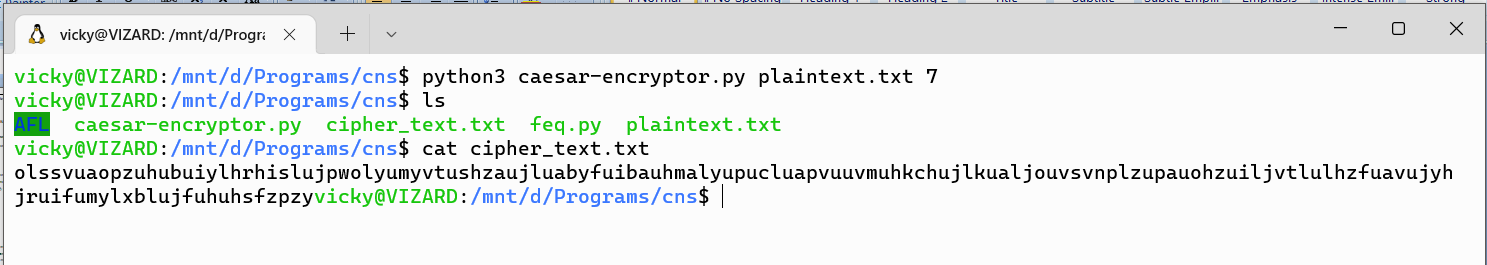 vicky@VIZARD: /mnt/d/Progra
vicky@VIZARD:/mnt/d/Programs/cns$ python3 caesar-encryptor.py plaintext.txt 7
vicky@VIZARD:/mnt/d/Programs/cns$ ls
AFL caesar-encryptor.py cipher_text.txt feq.py plaintext.txt
vicky@VIZARD:/mnt/d/Programs/cns$ cat cipher_text.txt
olssvuaopzuhubuiylhrhislujpwolyumyvtushzaujluabyfuibauhmalyupucluapvuuvmuhkchujlkualjouvsvnplzupauohzuiljvtlulhzfuavujyh
jruifumylxblujfuhuhsfzpzyvicky@VIZARD:/mnt/d/Programs/cns$